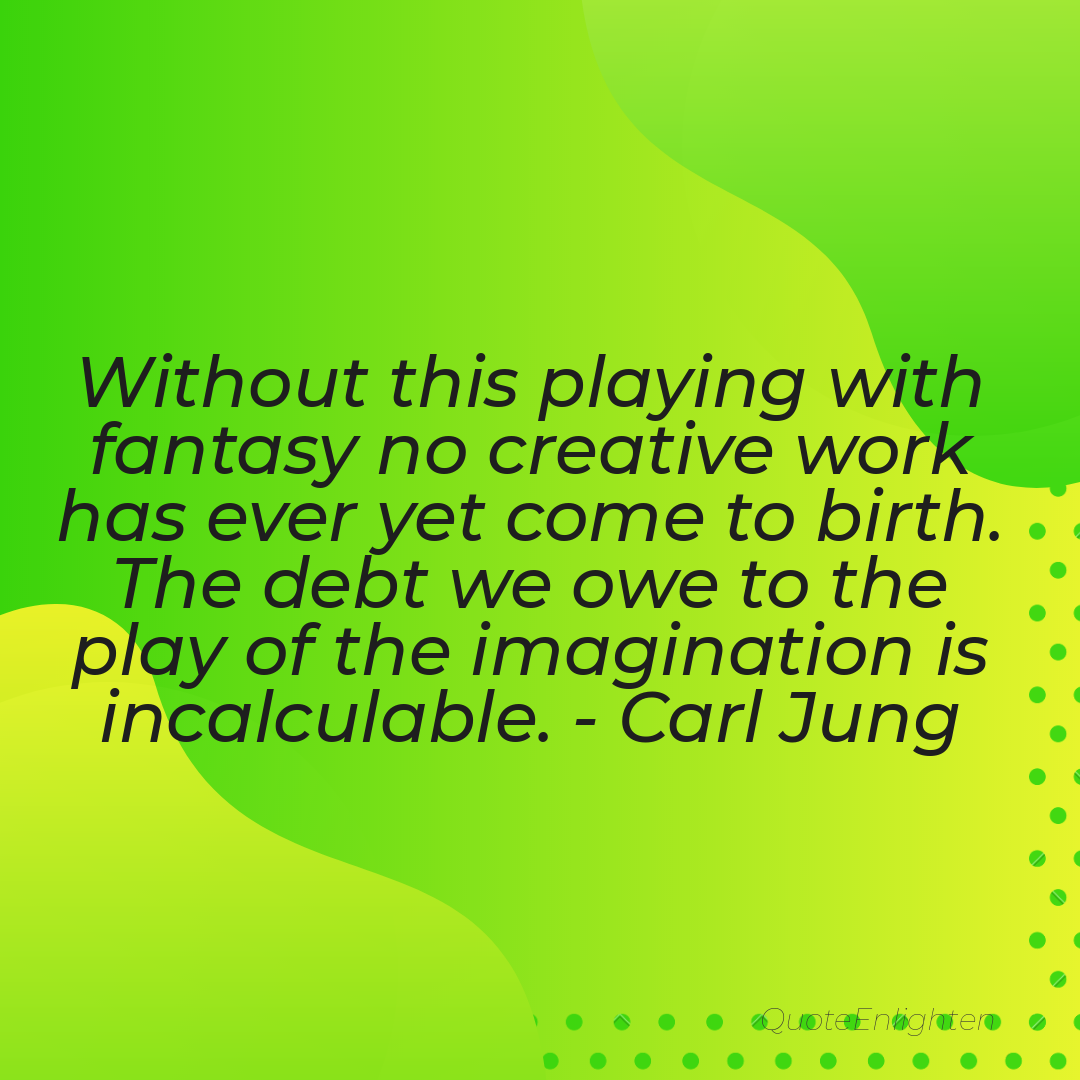 Without this playing with
fantasy no creative work
has ever yet come to birth.
The debt we owe to the
play of the imagination is
incalculable. - Carl Jung
QuoteEnlighten